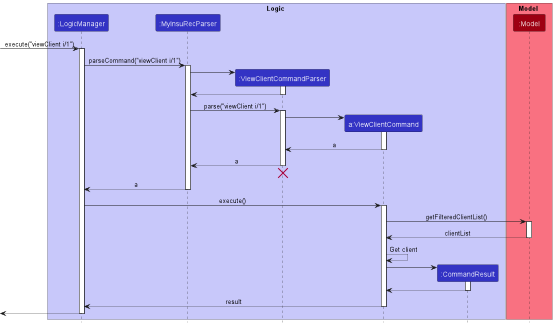 Logic
Model
:LogicManager
:MyInsuRecParser
:Model
execute("viewClient i/1")
parseCommand("viewClient i/1")
:ViewClientCommandParser
parse("viewClient i/1")
a:ViewClientCommand
a
a
a
execute()
getFilteredClientList()
clientList
Get client
:CommandResult
result